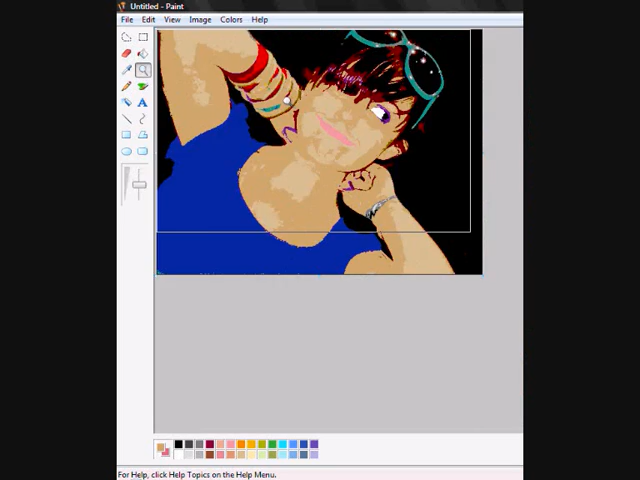 Untitled - Paint
File Edit View Image Colors Help
For Help, click Help Topics on the Help Menu.